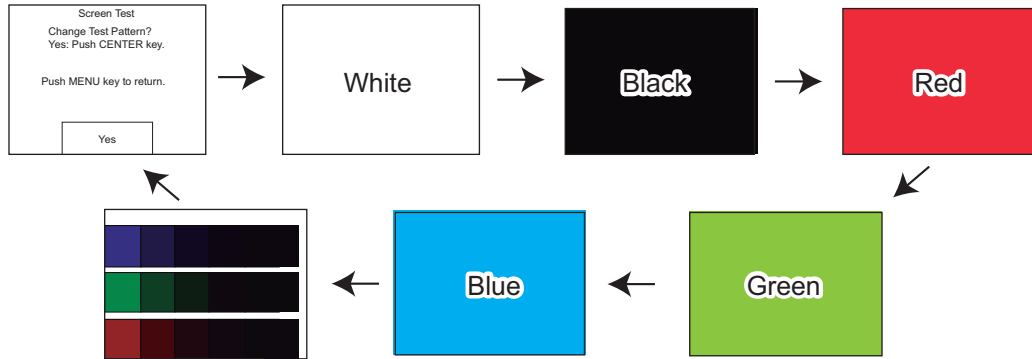 Screen Test
Change Test Pattern?
Yes: Push CENTER key.
Push MENU key to return.
Yes
White
Black
Red
Blue
Green